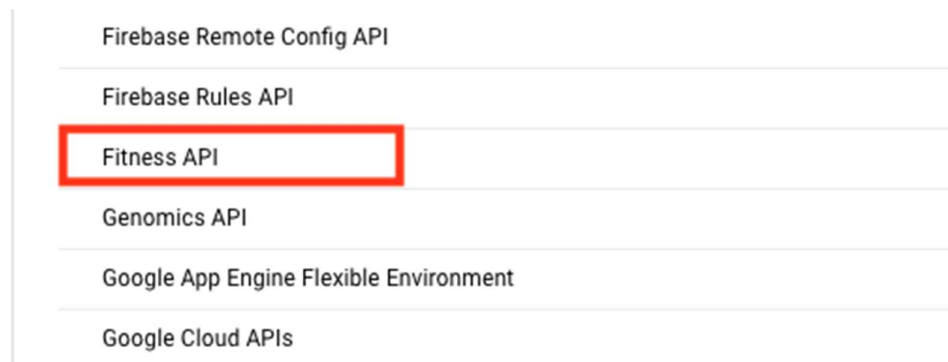 Firebase Remote Config API
Firebase Rules API
Fitness API
Genomics API
Google App Engine Flexible Environment
Google Cloud APIs